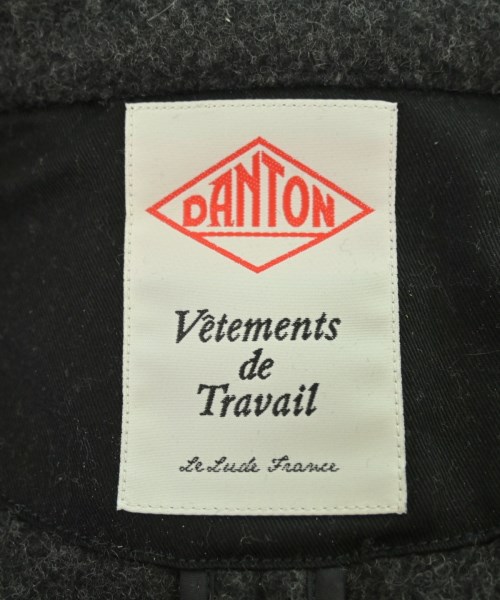 DANTON
Vêtements
de
Travail
Le Lude France